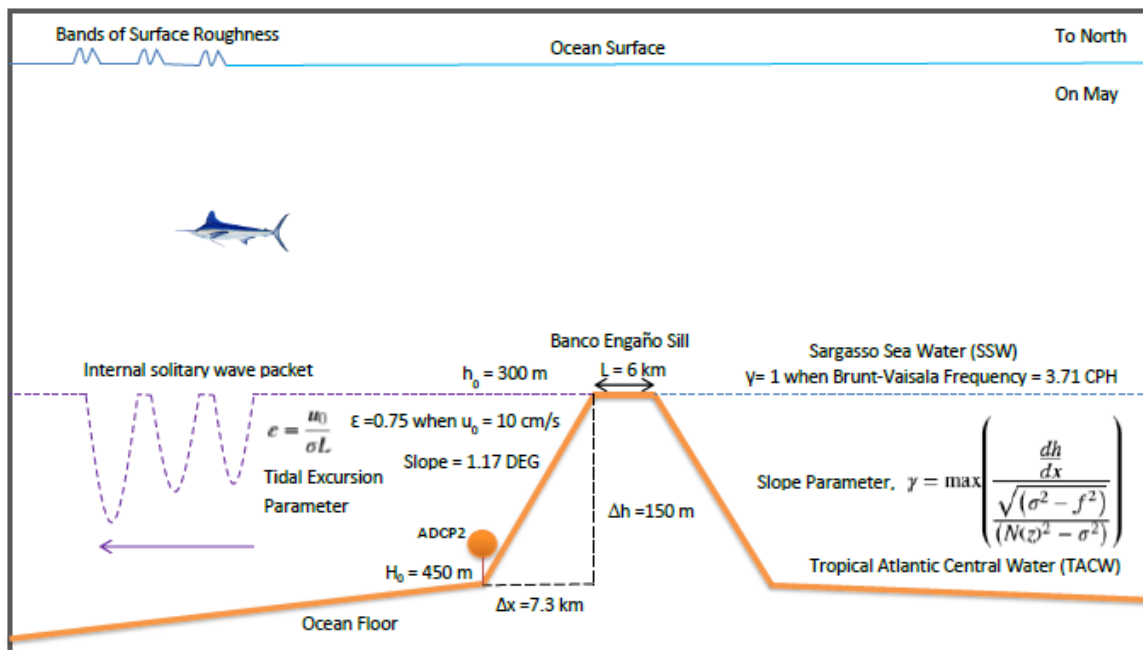 Bands of Surface Roughness
Ocean Surface
To North
On May
Banco Engaño Sill
L = 6 km
Sargasso Sea Water (SSW)
γ= 1 when Brunt-Vaisala Frequency = 3.71 CPH
Internal solitary wave packet
h₀ = 300 m
ϵ = u₀/σL
Ɛ =0.75 when u₀ = 10 cm/s
Tidal Excursion
Parameter
Slope = 1.17 DEG
Slope Parameter, γ = max( (dh/dx) / (√(σ² − f²) / (N(z)² − σ²)) )
Δh =150 m
ADCP2
H₀ = 450 m
Δx =7.3 km
Tropical Atlantic Central Water (TACW)
Ocean Floor